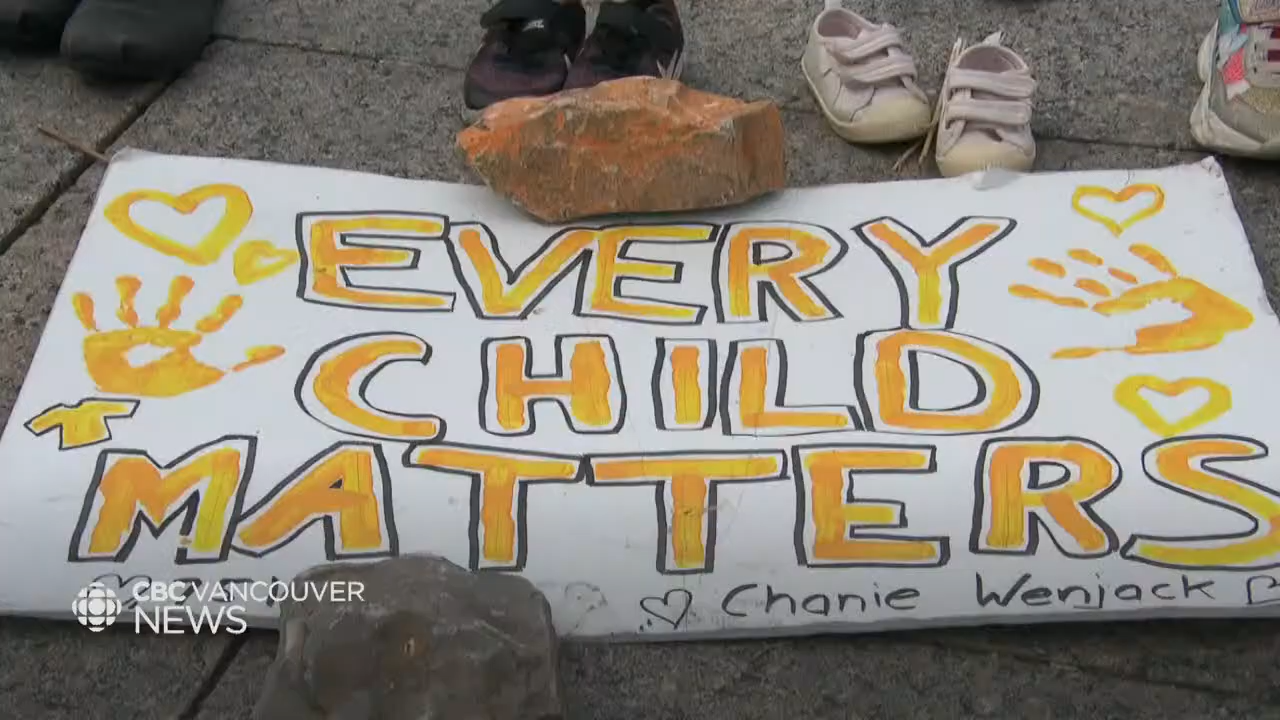 EVERY
CHILD
MATTERS
Chanie Wenjack
CBC VANCOUVER
NEWS